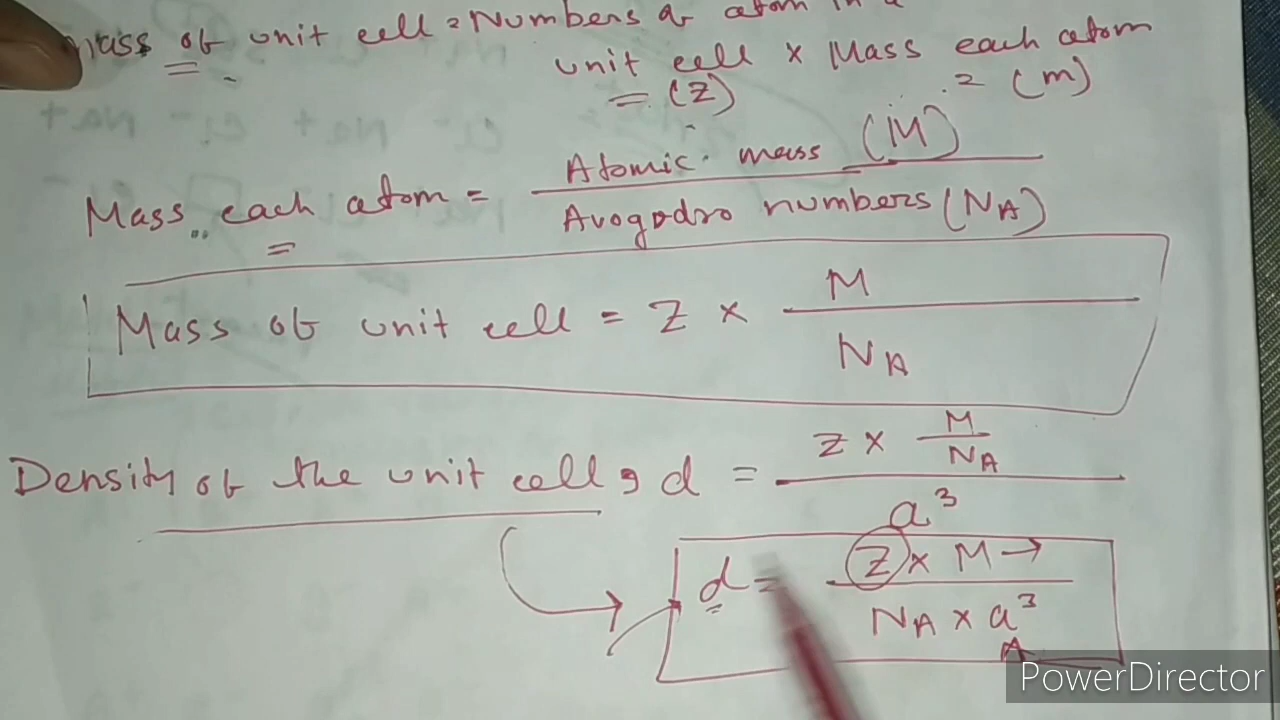 mass of unit cell = Numbers of atom in a
unit cell × Mass each atom
= (Z) = (m)
Mass each atom = Atomic mass (M)
Avogodro numbers (NA)
Mass of unit cell = Z × M
NA
Density of the unit cell, d = Z × M
NA
a³
d = Z × M →
NA × a³
PowerDirector